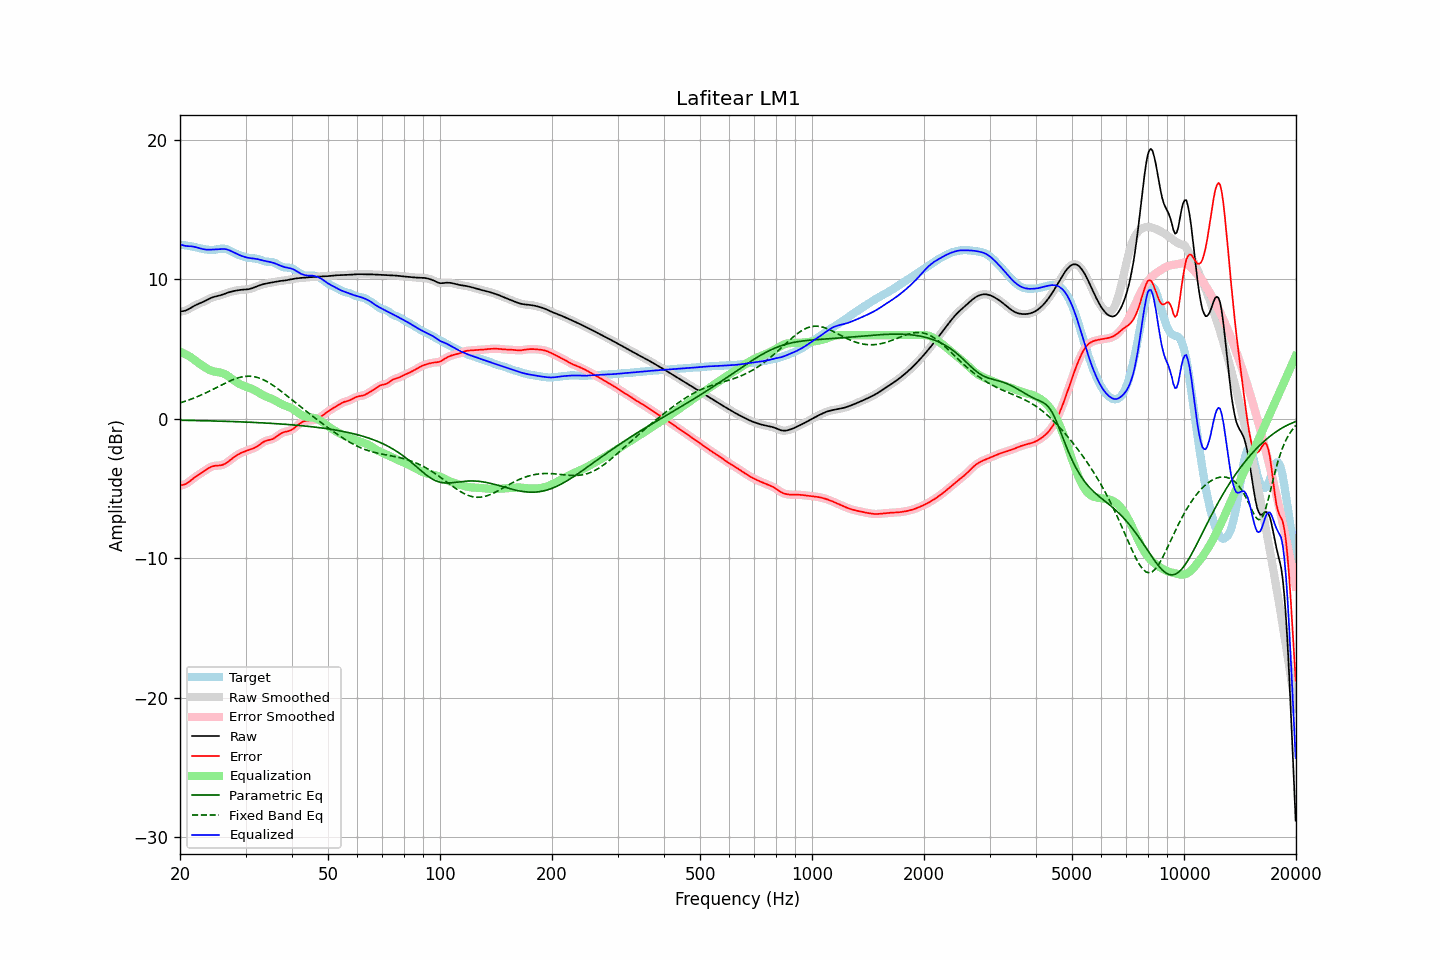 Lafitear LM1
Amplitude (dBr)
20
10
0
−10
−20
−30
Target
Raw Smoothed
Error Smoothed
Raw
Error
Equalization
Parametric Eq
Fixed Band Eq
Equalized
20 50 100 200 500 1000 2000 5000 10000 20000
Frequency (Hz)